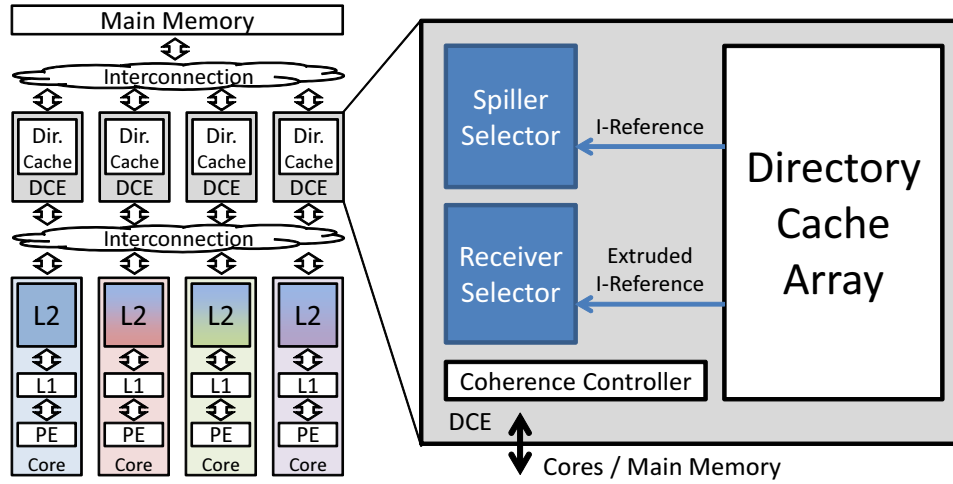 Main Memory
Interconnection
Dir. Dir. Dir. Dir.
Cache Cache Cache Cache
DCE DCE DCE DCE
Interconnection
L2 L2 L2 L2
L1 L1 L1 L1
PE PE PE PE
Core Core Core Core
Spiller
Selector
I-Reference
Receiver
Selector
Extruded
I-Reference
Directory
Cache
Array
Coherence Controller
DCE
Cores / Main Memory